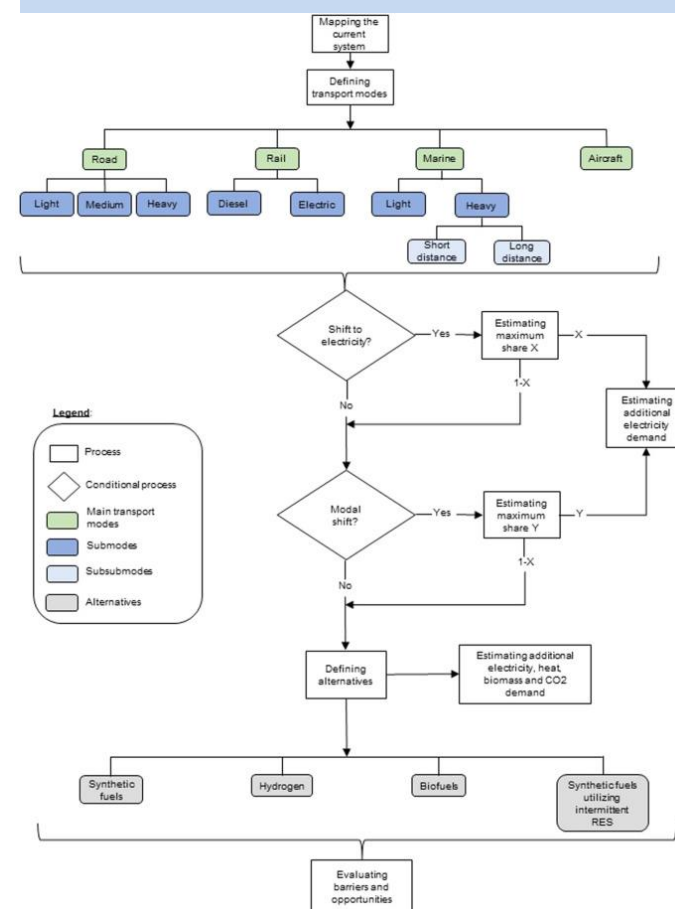 Mapping the
current
system
Defining
transport modes
Road
Rail
Marine
Aircraft
Light
Medium
Heavy
Diesel
Electric
Light
Heavy
Short
distance
Long
distance
Shift to
electricity?
Yes
Estimating
maximum
share X
X
1-X
No
Estimating
additional
electricity
demand
Legend:
Process
Conditional process
Main transport
modes
Submodes
Subsubmodes
Alternatives
Modal
shift?
Yes
Estimating
maximum
share Y
Y
1-X
No
Defining
alternatives
Estimating additional
electricity, heat,
biomass and CO2
demand
Synthetic
fuels
Hydrogen
Biofuels
Synthetic fuels
utilizing
intermittent
RES
Evaluating
barriers and
opportunities